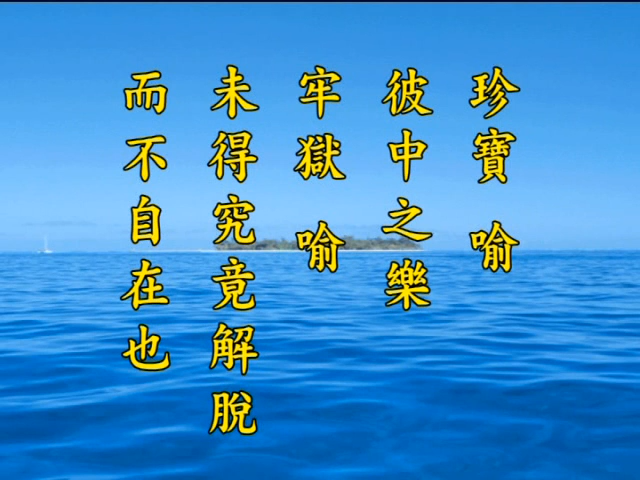 珍寶 喻
彼中之樂
牢獄 喻
未得究竟解脫
而不自在也